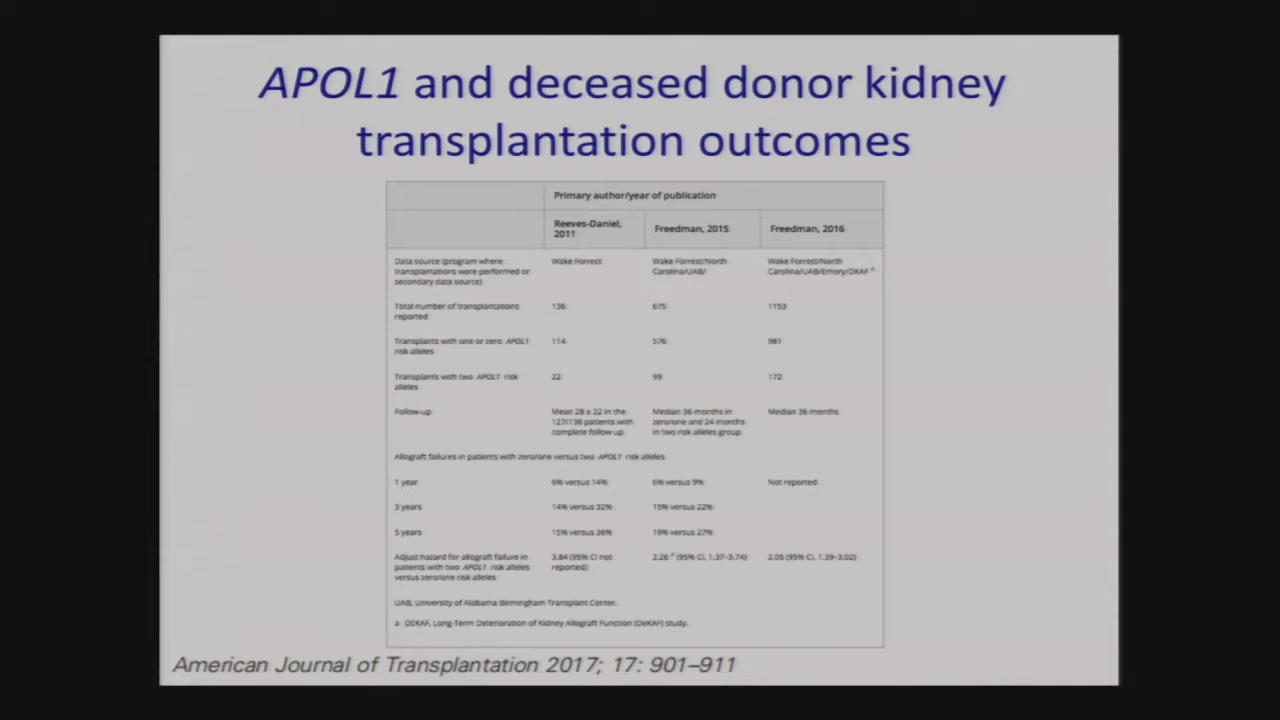 APOL1 and deceased donor kidney
transplantation outcomes
Primary author/year of publication
Reeves-Daniel, 2011
Freedman, 2015
Freedman, 2016
Data source (program where transplantations were performed or secondary data source)
Wake Forrest
Wake Forrest/North Carolina/UAB/
Wake Forrest/North Carolina/UAB/Emory/DKAF a
Total number of transplantations reported
136
675
1153
Transplants with one or zero APOL1 risk alleles
114
576
981
Transplants with two APOL1 risk alleles
22
99
172
Follow up
Mean 28 ± 22 in the 127/136 patients with complete follow up
Median 36 months in zero/one and 24 months in two risk alleles group
Median 36 months
Allograft failures in patients with zero/one versus two APOL1 risk alleles
1 year
6% versus 14%
6% versus 9%
Not reported
3 years
14% versus 32%
15% versus 22%
5 years
15% versus 36%
19% versus 27%
Adjust hazard for allograft failure in patients with two APOL1 risk alleles versus zero/one risk alleles
3.84 (95% CI not reported)
2.26 (95% CI, 1.37–3.74)
2.05 (95% CI, 1.39–3.02)
UAB, University of Alabama Birmingham Transplant Center.
a DEKAF, Long-Term Deterioration of Kidney Allograft Function (DeKAF) study.
American Journal of Transplantation 2017; 17: 901–911